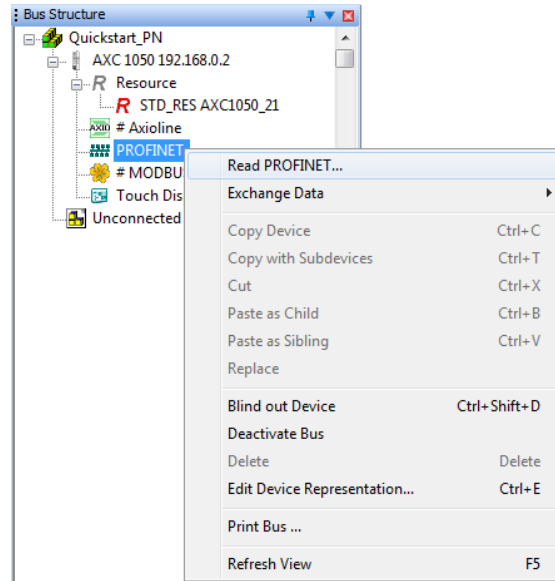 Bus Structure
Quickstart_PN
AXC 1050 192.168.0.2
R Resource
R STD_RES AXC1050_21
AXIO # Axioline
PROFINET
# MODBU
Touch Dis
Unconnected
Read PROFINET...
Exchange Data
Copy Device Ctrl+C
Copy with Subdevices Ctrl+T
Cut Ctrl+X
Paste as Child Ctrl+B
Paste as Sibling Ctrl+V
Replace
Blind out Device Ctrl+Shift+D
Deactivate Bus
Delete Delete
Edit Device Representation... Ctrl+E
Print Bus ...
Refresh View F5